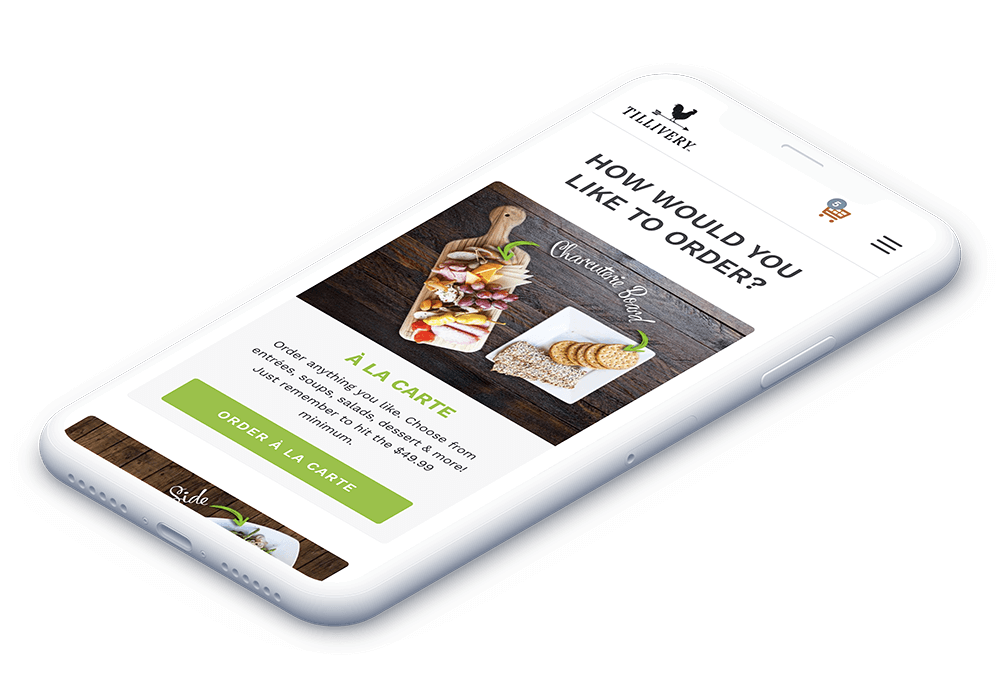 TILLIVERY™
5
HOW WOULD YOU
LIKE TO ORDER?
Charcuterie Board
À LA CARTE
Order anything you like. Choose from
entrées, soups, salads, dessert & more!
Just remember to hit the $49.99
minimum.
ORDER À LA CARTE
Side